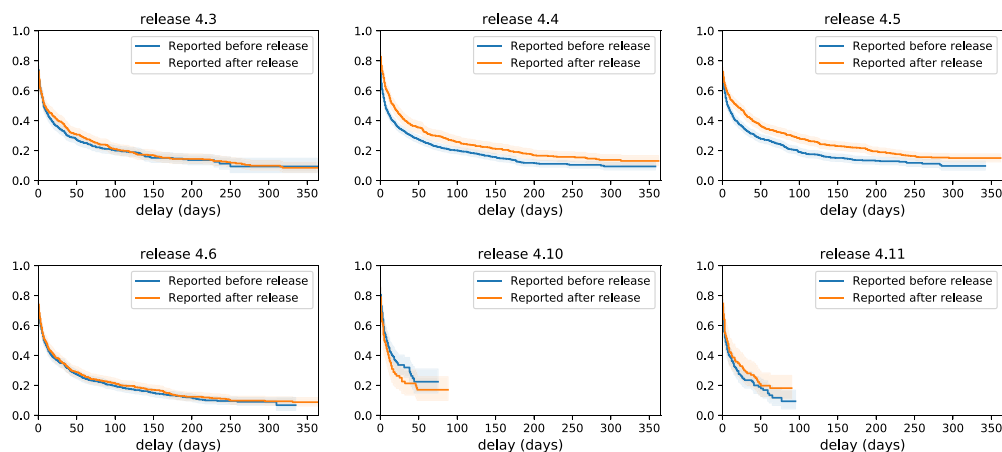 release 4.3
1.0
0.8
0.6
0.4
0.2
0.0
Reported before release
Reported after release
0 50 100 150 200 250 300 350
delay (days)
release 4.4
1.0
0.8
0.6
0.4
0.2
0.0
Reported before release
Reported after release
0 50 100 150 200 250 300 350
delay (days)
release 4.5
1.0
0.8
0.6
0.4
0.2
0.0
Reported before release
Reported after release
0 50 100 150 200 250 300 350
delay (days)
release 4.6
1.0
0.8
0.6
0.4
0.2
0.0
Reported before release
Reported after release
0 50 100 150 200 250 300 350
delay (days)
release 4.10
1.0
0.8
0.6
0.4
0.2
0.0
Reported before release
Reported after release
0 50 100 150 200 250 300 350
delay (days)
release 4.11
1.0
0.8
0.6
0.4
0.2
0.0
Reported before release
Reported after release
0 50 100 150 200 250 300 350
delay (days)